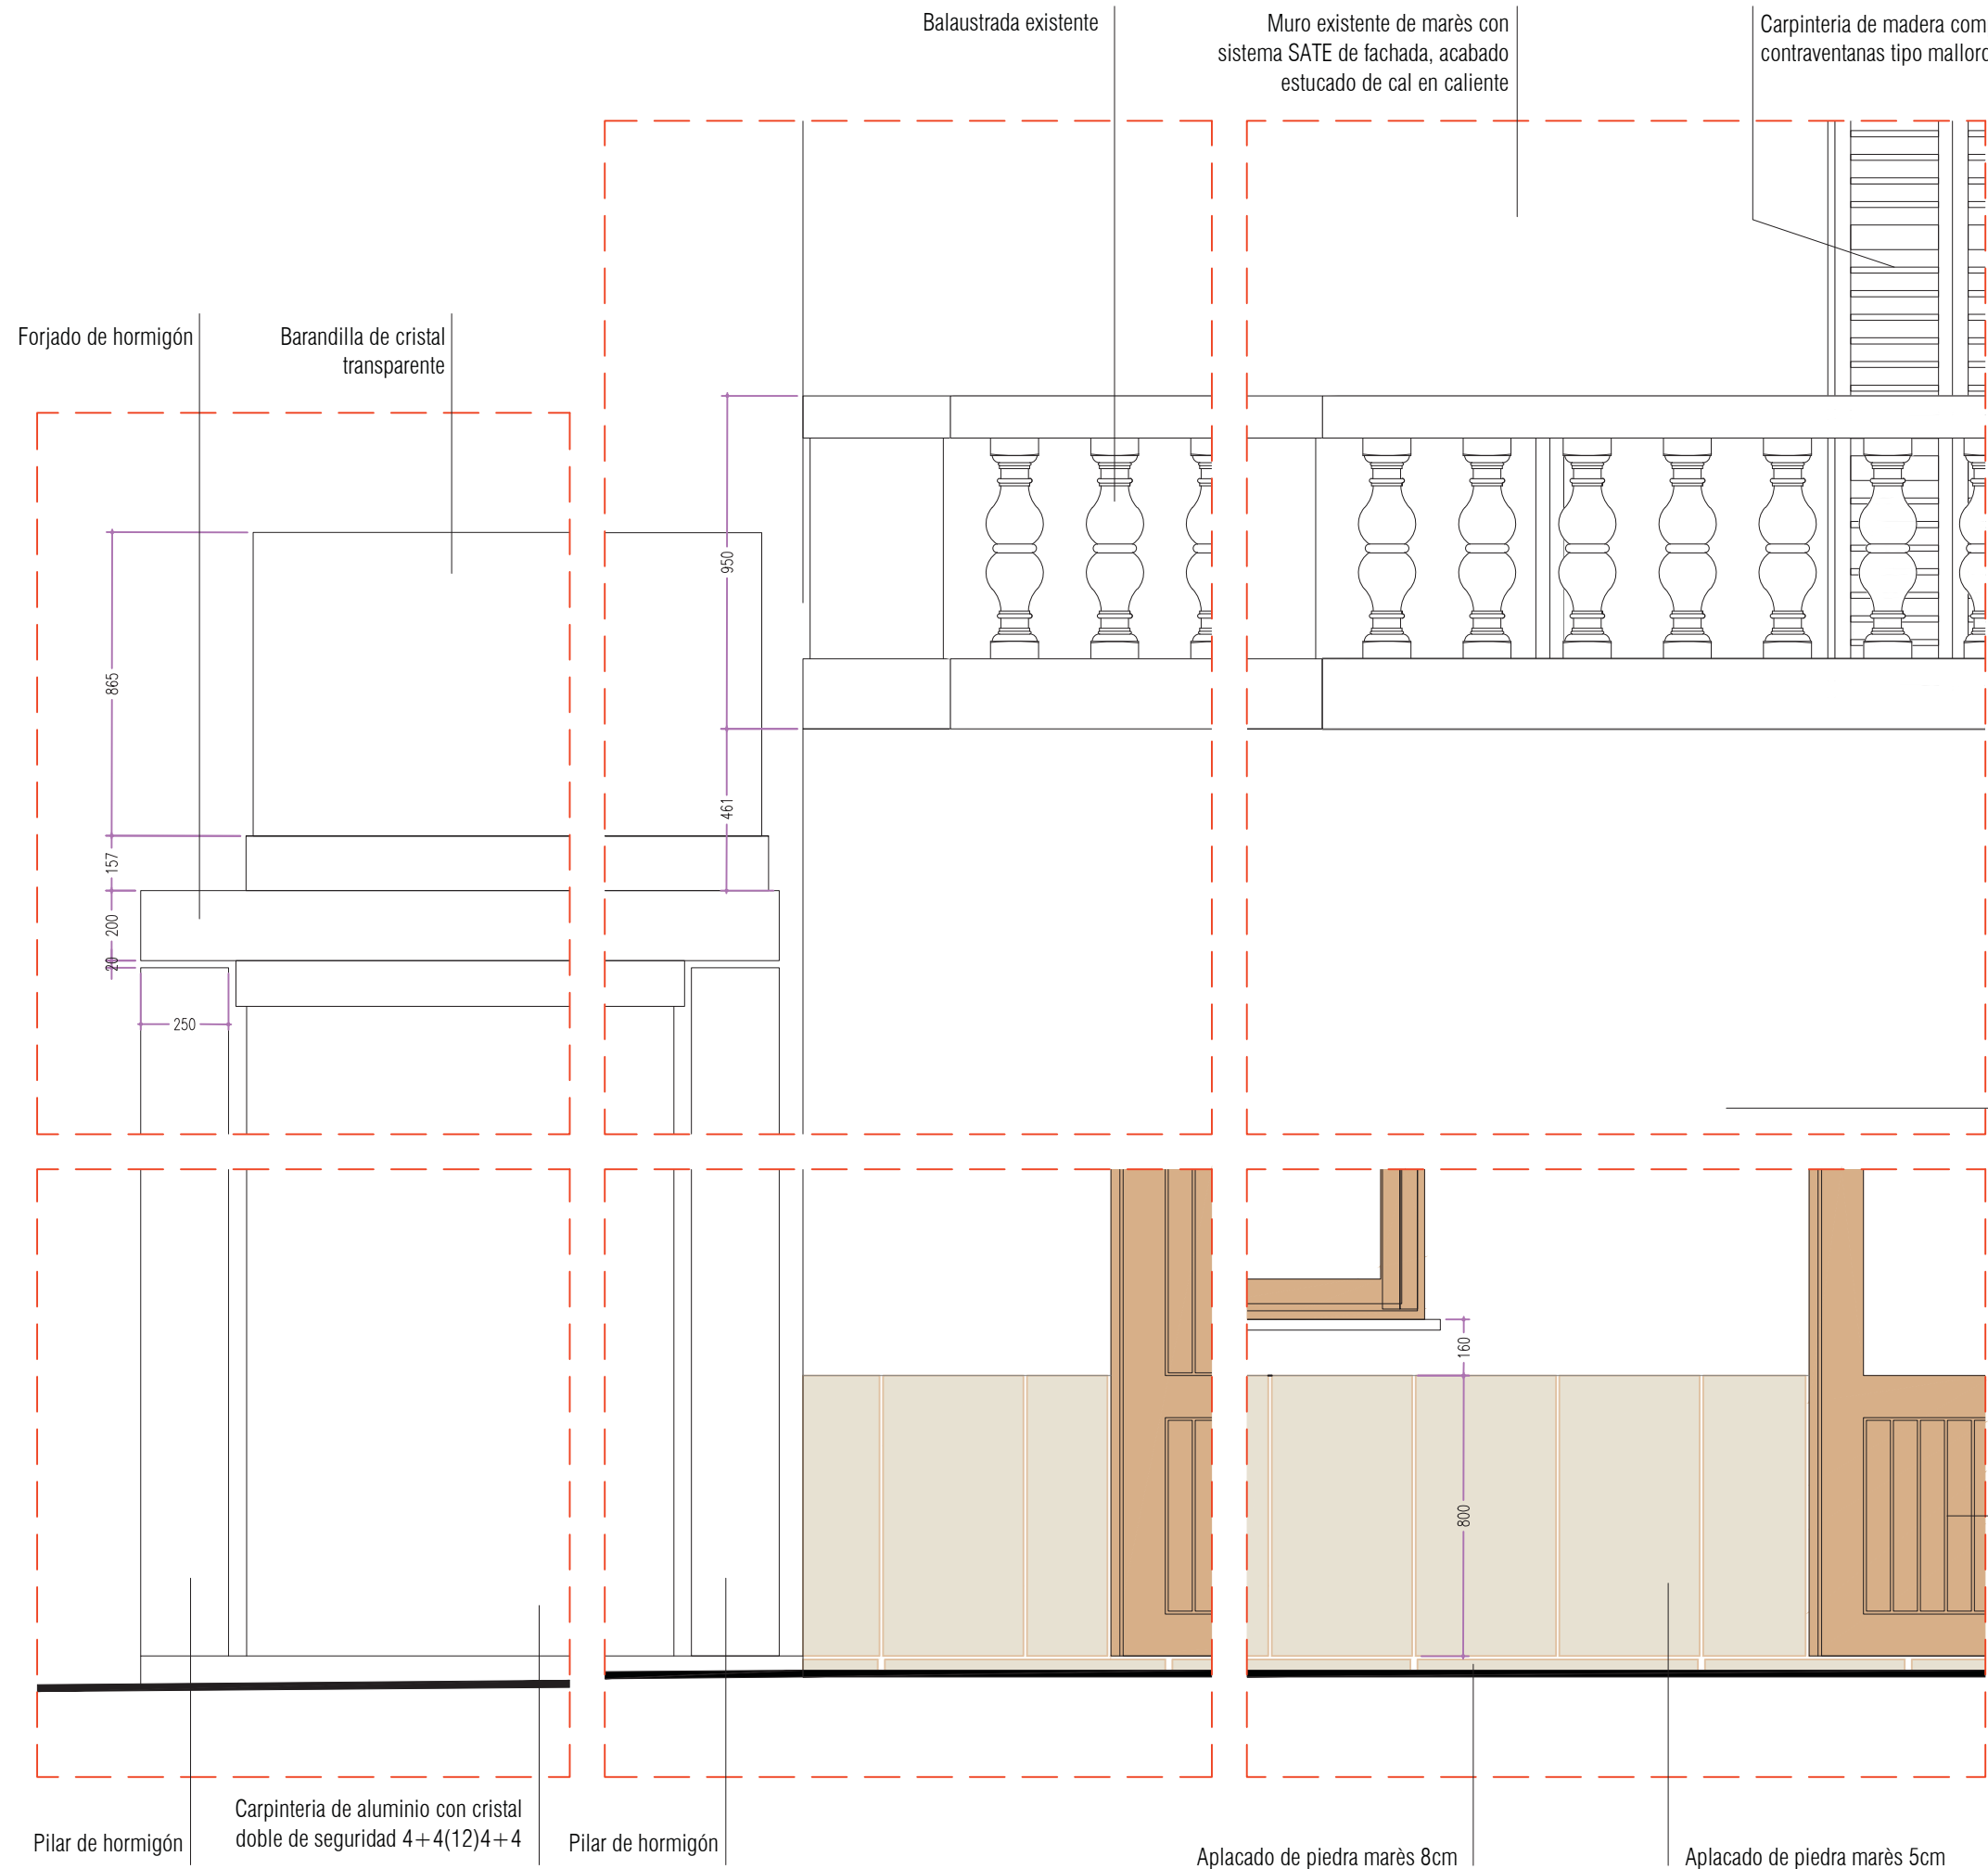 Balaustrada existente
Muro existente de marès con
sistema SATE de fachada, acabado
estucado de cal en caliente
Carpinteria de madera com
contraventanas tipo mallor
Forjado de hormigón
Barandilla de cristal
transparente
950
865
461
157
200
20
250
160
800
Carpinteria de aluminio con cristal
doble de seguridad 4+4(12)4+4
Pilar de hormigón
Pilar de hormigón
Aplacado de piedra marès 8cm
Aplacado de piedra marès 5cm